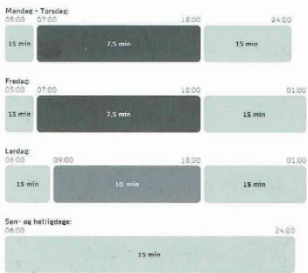 Mandag - Torsdag:
05:00 07:00 18:00 24:00
15 min 7,5 min 15 min
Fredag:
05:00 07:00 18:00 01:00
15 min 7,5 min 15 min
Lørdag:
06:00 09:00 18:00 01:00
15 min 10 min 15 min
Søn- og helligdage:
06:00 24:00
15 min